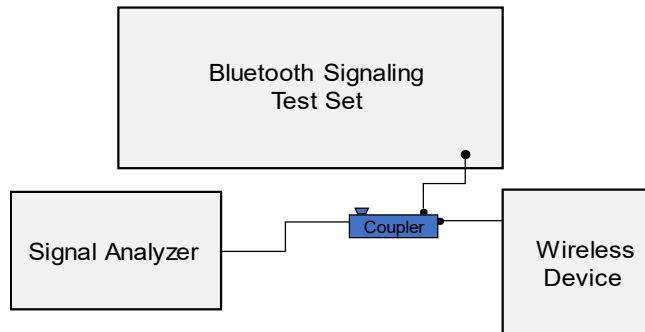 Bluetooth Signaling
Test Set
Signal Analyzer
Coupler
Wireless
Device